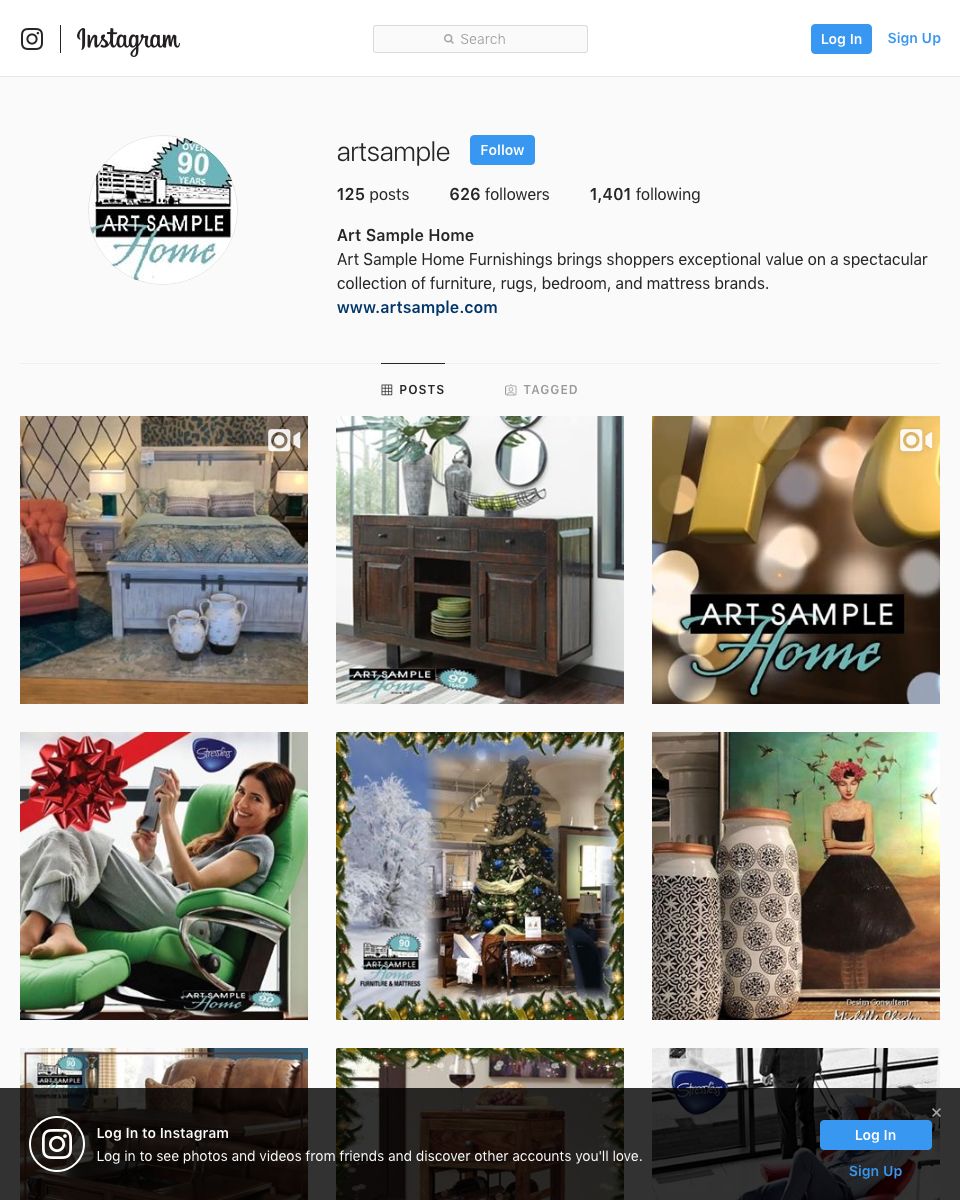 Instagram
Search
Log In
Sign Up
OVER
90
YEARS
ART SAMPLE
Home
artsample
Follow
125 posts
626 followers
1,401 following
Art Sample Home
Art Sample Home Furnishings brings shoppers exceptional value on a spectacular
collection of furniture, rugs, bedroom, and mattress brands.
www.artsample.com
POSTS
TAGGED
ART SAMPLE
Home
90
YEARS
ART SAMPLE
Home
Stressless
ART SAMPLE
Home
90
90
ART SAMPLE
Home
FURNITURE & MATTRESS
Design Consultant
90
ART SAMPLE
Stressless
Log In to Instagram
Log in to see photos and videos from friends and discover other accounts you'll love.
Log In
Sign Up